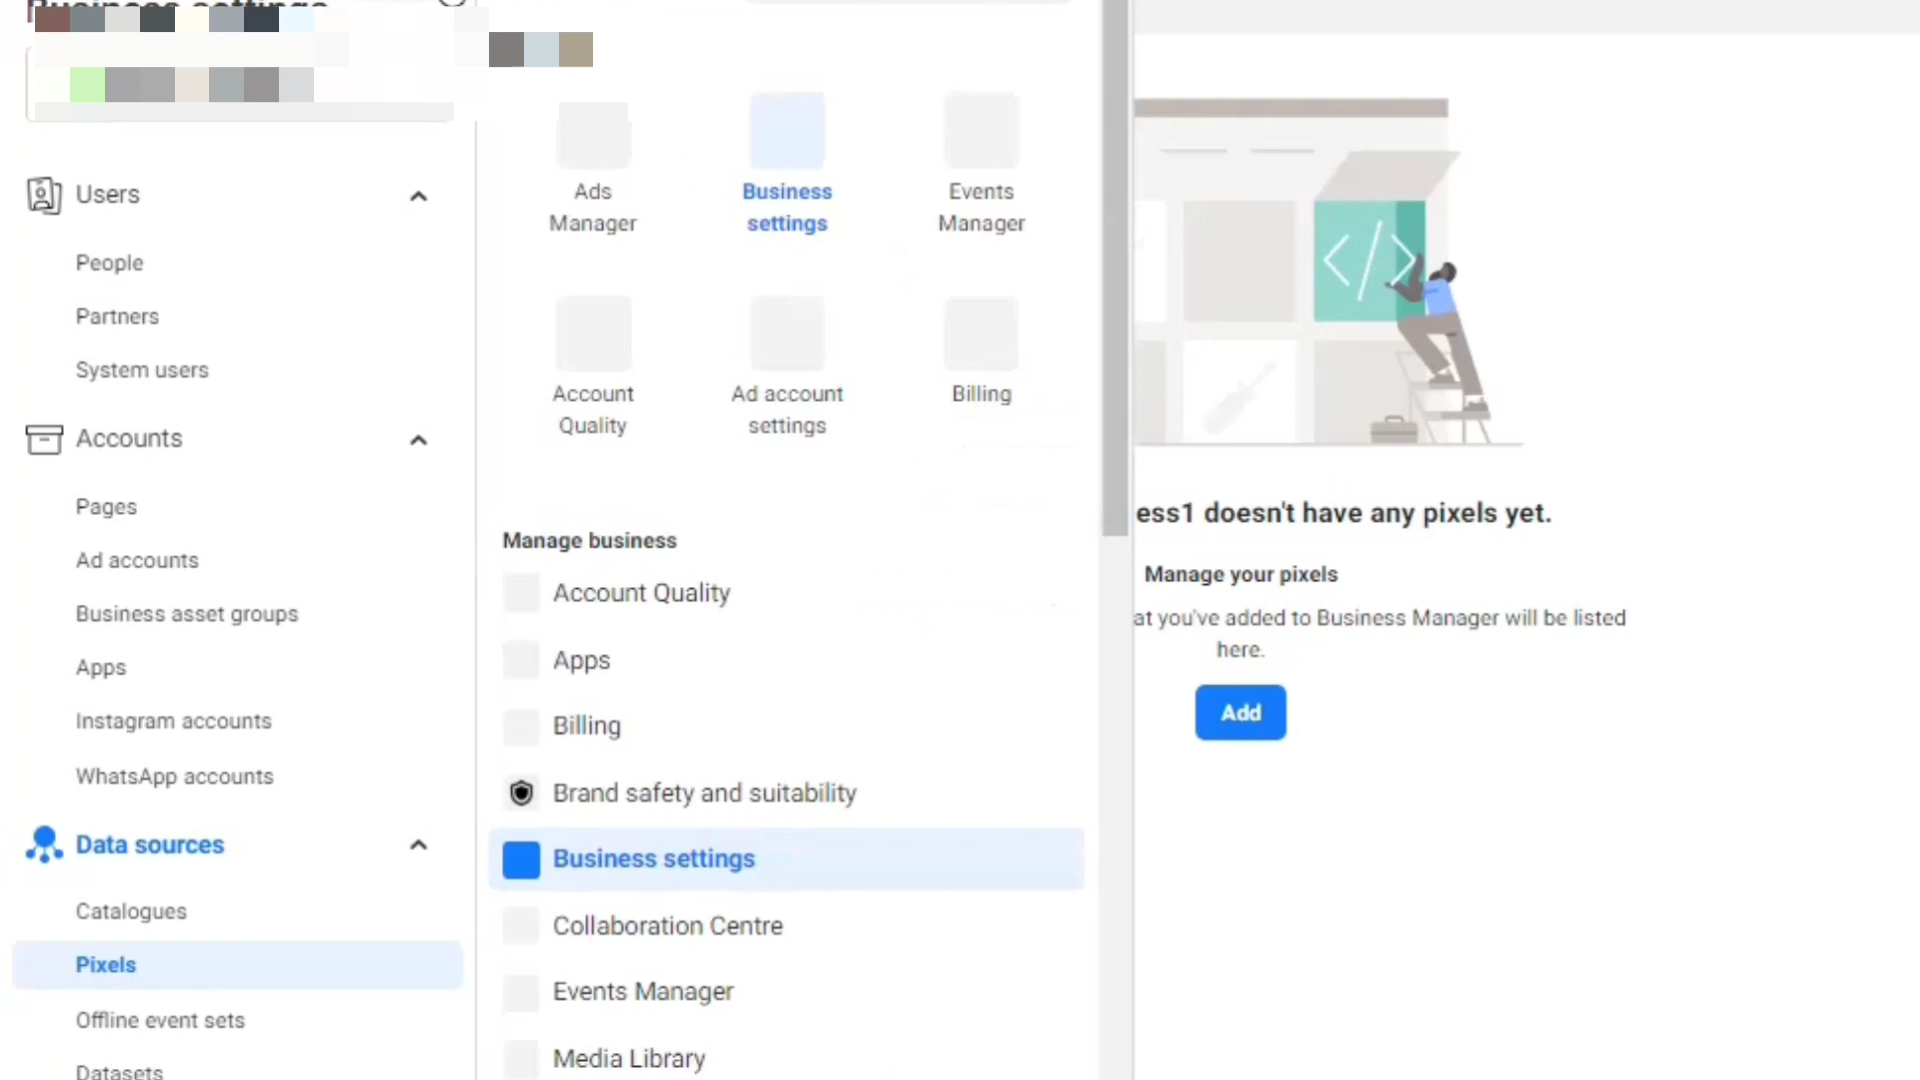 Business settings
Users
People
Partners
System users
Accounts
Pages
Ad accounts
Business asset groups
Apps
Instagram accounts
WhatsApp accounts
Data sources
Catalogues
Pixels
Offline event sets
Datasets
Ads
Manager
Business
settings
Events
Manager
Account
Quality
Ad account
settings
Billing
Manage business
Account Quality
Apps
Billing
Brand safety and suitability
Business settings
Collaboration Centre
Events Manager
Media Library
ess1 doesn't have any pixels yet.
Manage your pixels
at you've added to Business Manager will be listed
here.
Add